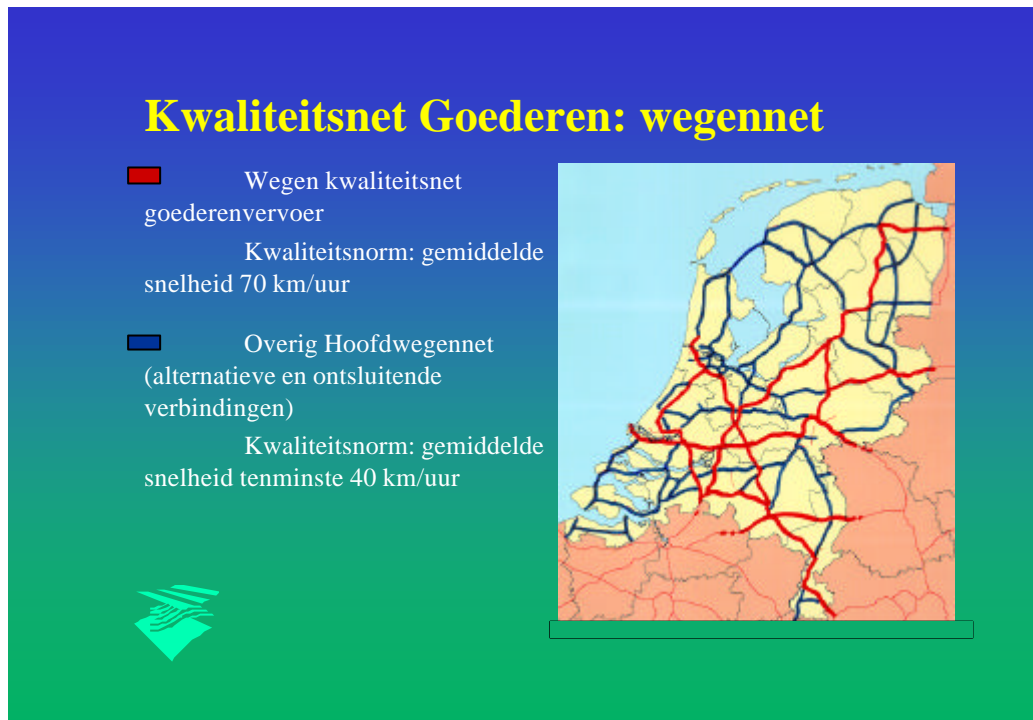 Kwaliteitsnet Goederen: wegennet
Wegen kwaliteitsnet
goederenvervoer
Kwaliteitsnorm: gemiddelde
snelheid 70 km/uur
Overig Hoofdwegennet
(alternatieve en ontsluitende
verbindingen)
Kwaliteitsnorm: gemiddelde
snelheid tenminste 40 km/uur